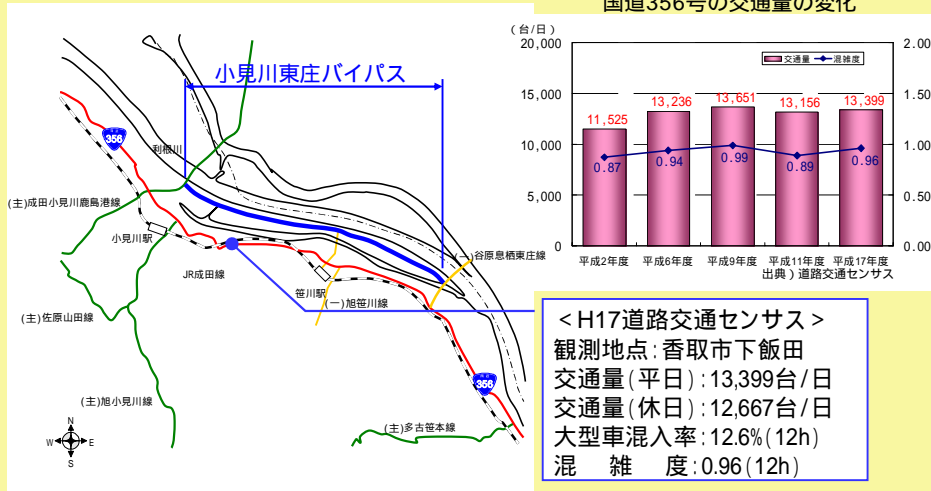 国道356号の交通量の変化
(台/日)
20,000
15,000
10,000
5,000
0
2.00
1.50
1.00
0.50
0.00
交通量 混雑度
11,525
13,236
13,651
13,156
13,399
0.87
0.94
0.99
0.89
0.96
平成2年度 平成6年度 平成9年度 平成11年度 平成17年度
出典)道路交通センサス
小見川東庄バイパス
356
利根川
(主)成田小見川鹿島港線
小見川駅
JR成田線
笹川駅
(一)谷原息栖東庄線
(一)旭笹川線
(主)佐原山田線
356
(主)旭小見川線
(主)多古笹本線
N
W E
S
<H17道路交通センサス>
観測地点:香取市下飯田
交通量(平日):13,399台/日
交通量(休日):12,667台/日
大型車混入率:12.6%(12h)
混 雑 度:0.96(12h)